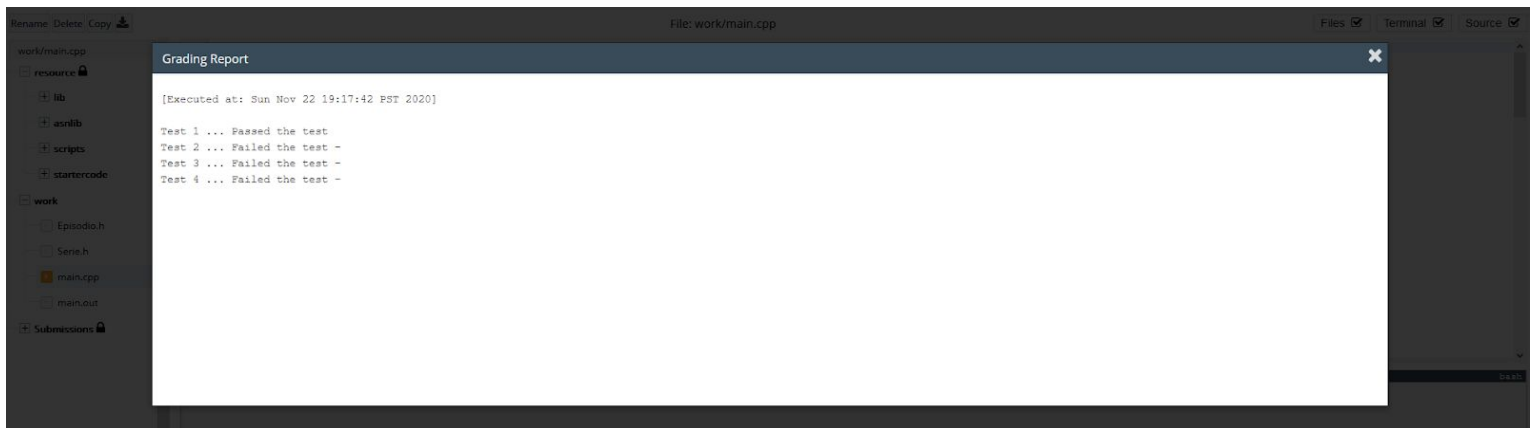 Rename Delete Copy
File: work/main.cpp
Files Terminal Source
work/main.cpp
Grading Report
resource
lib
[Executed at: Sun Nov 22 19:17:42 PST 2020]
asnlib
Test 1 ... Passed the test
scripts
Test 2 ... Failed the test -
Test 3 ... Failed the test -
startercode
Test 4 ... Failed the test -
work
Episodio.h
Serie.h
main.cpp
main.out
Submissions
bash